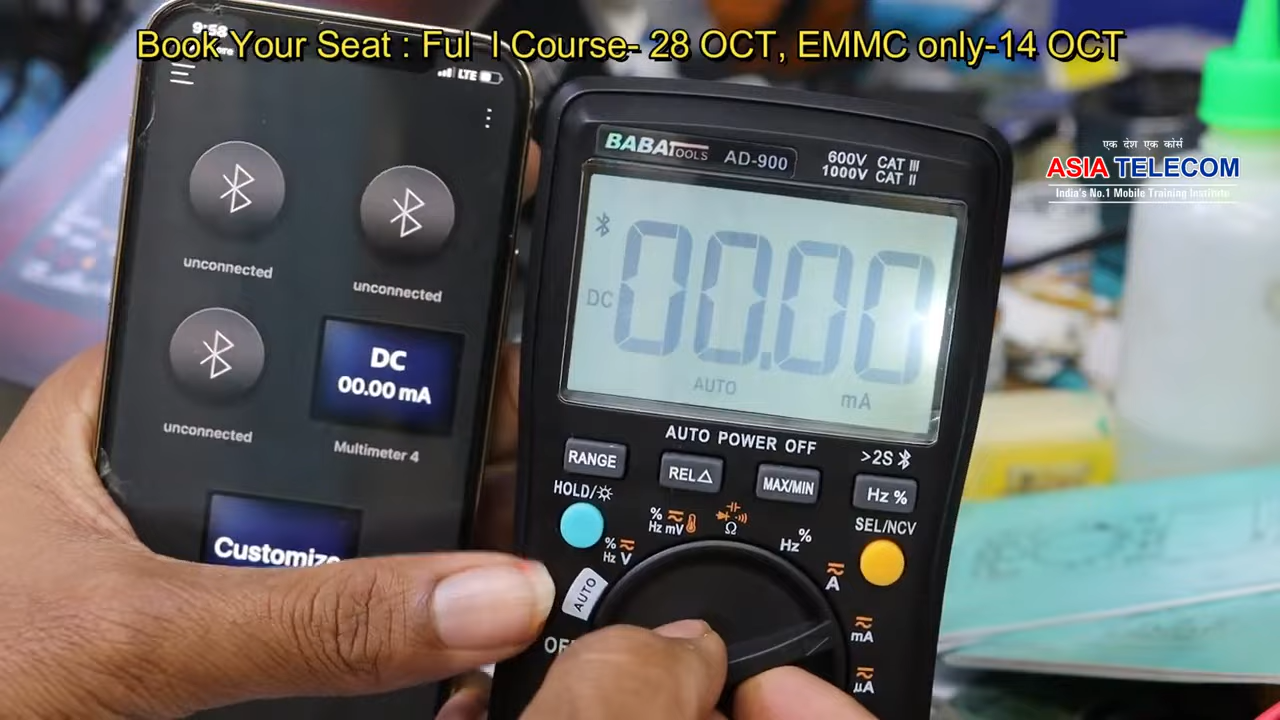 Book Your Seat : Ful l Course- 28 OCT, EMMC only-14 OCT
एक देश एक कोर्स
ASIA TELECOM
India's No.1 Mobile Training Institute
9:58
LTE
unconnected
unconnected
unconnected
DC
00.00 mA
Multimeter 4
Customize
BABATOOLS AD-900
600V CAT III
1000V CAT II
DC
00.00
AUTO
mA
AUTO POWER OFF
>2S
RANGE
REL△
MAX/MIN
Hz %
HOLD/
SEL/NCV
% Hz mV
Ω
Hz%
% Hz V
A
AUTO
mA
µA